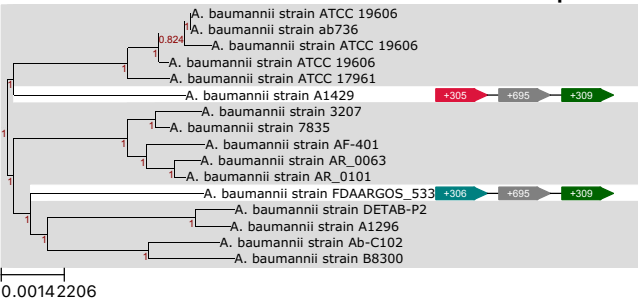 A. baumannii strain ATCC 19606
1 A. baumannii strain ab736
0.824 A. baumannii strain ATCC 19606
1 A. baumannii strain ATCC 19606
1 A. baumannii strain ATCC 17961
1 A. baumannii strain A1429 +305 +695 +309
A. baumannii strain 3207
1 1 A. baumannii strain 7835
1 A. baumannii strain AF-401
1 A. baumannii strain AR_0063
1 1 A. baumannii strain AR_0101
A. baumannii strain FDAARGOS_533 +306 +695 +309
1 A. baumannii strain DETAB-P2
1 A. baumannii strain A1296
1 A. baumannii strain Ab-C102
1 A. baumannii strain B8300
0.00142206